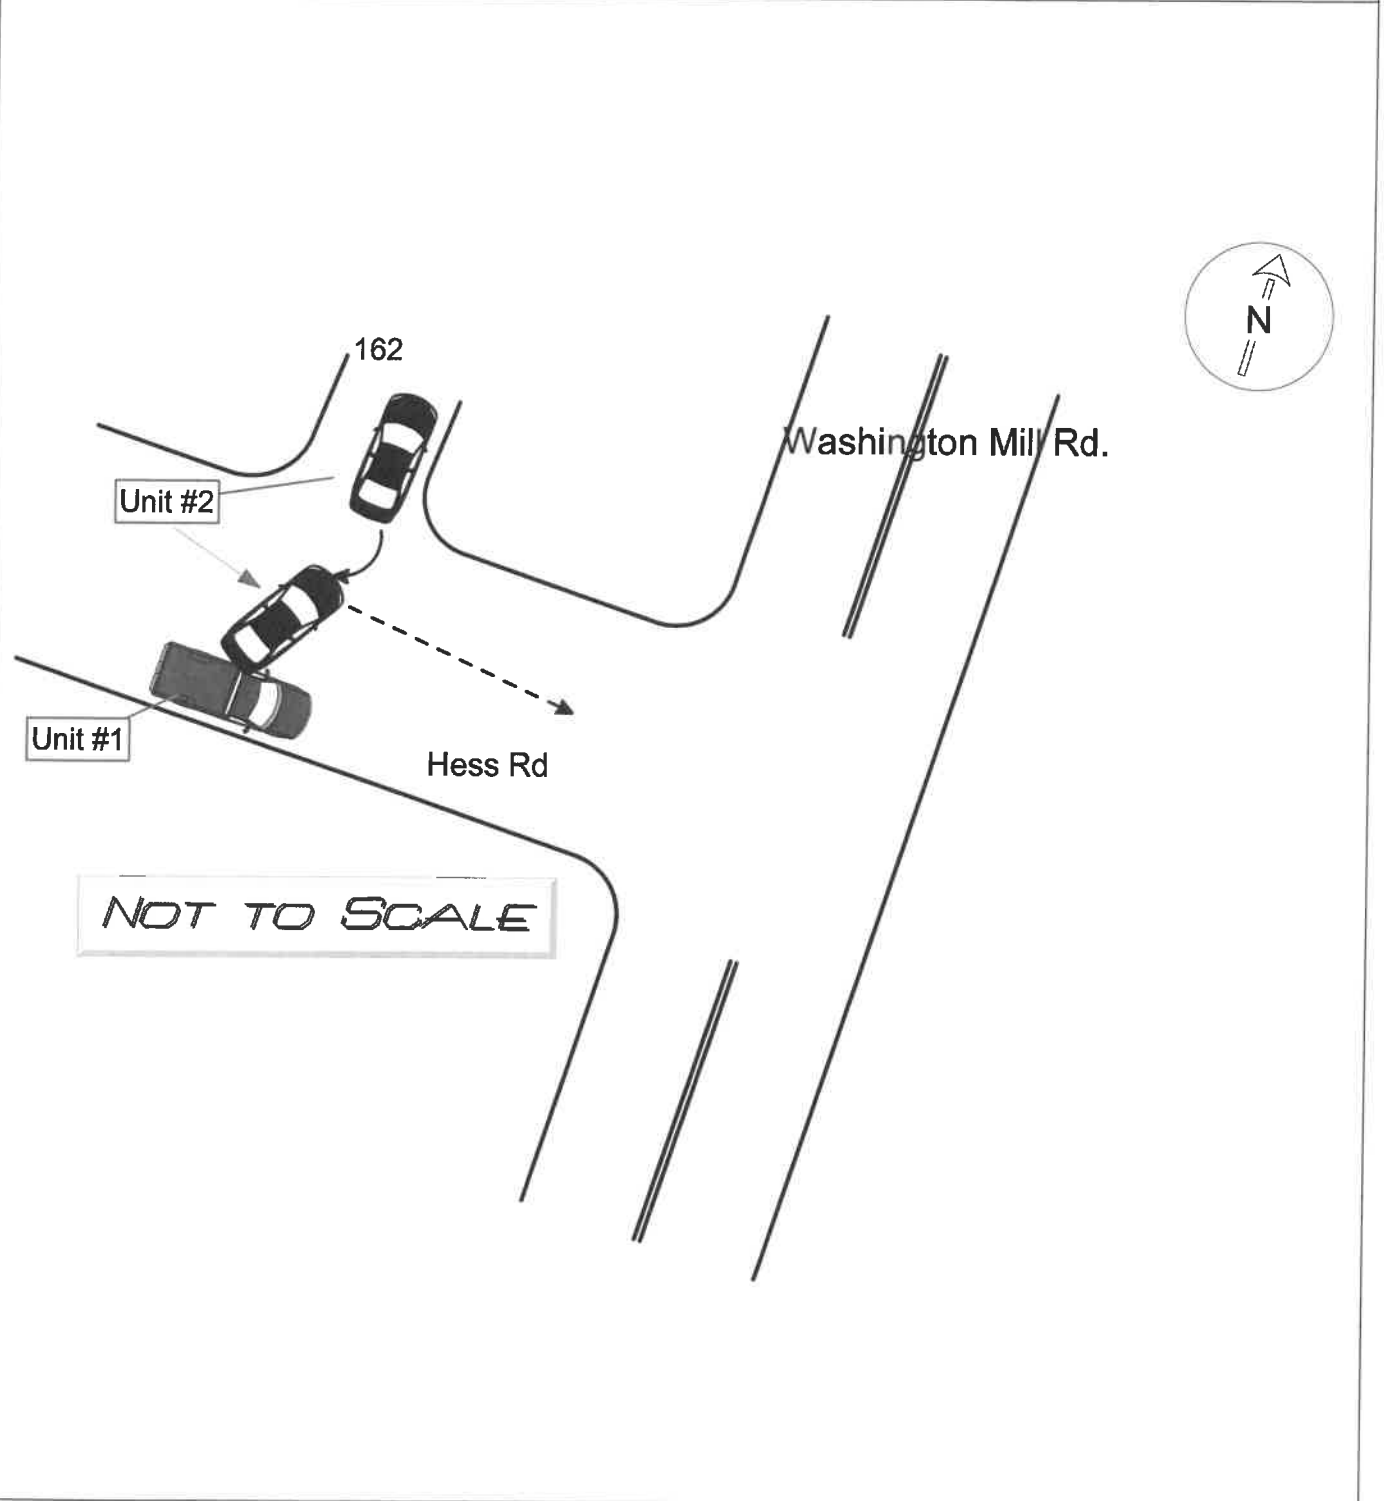 162
N
Washington Mill Rd.
Unit #2
Unit #1
Hess Rd
NOT TO SCALE